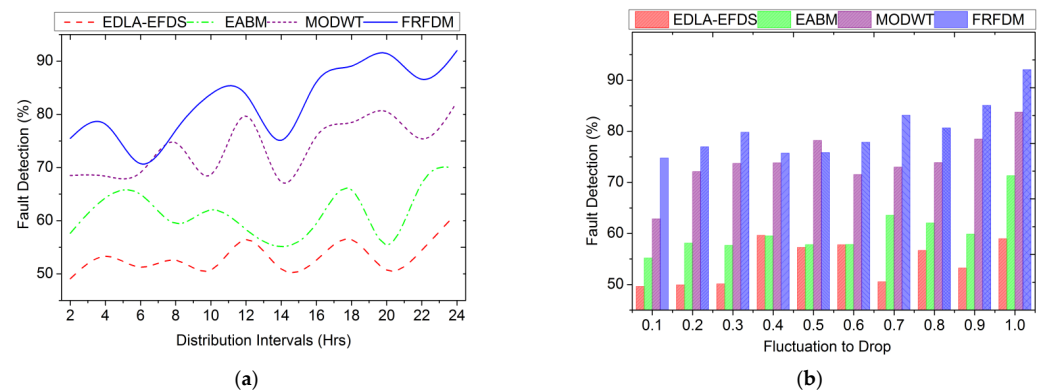 EDLA-EFDS EABM MODWT FRFDM
90
80
70
60
50
Fault Detection (%)
2 4 6 8 10 12 14 16 18 20 22 24
Distribution Intervals (Hrs)
(a)
EDLA-EFDS EABM MODWT FRFDM
90
80
70
60
50
Fault Detection (%)
0.1 0.2 0.3 0.4 0.5 0.6 0.7 0.8 0.9 1.0
Fluctuation to Drop
(b)